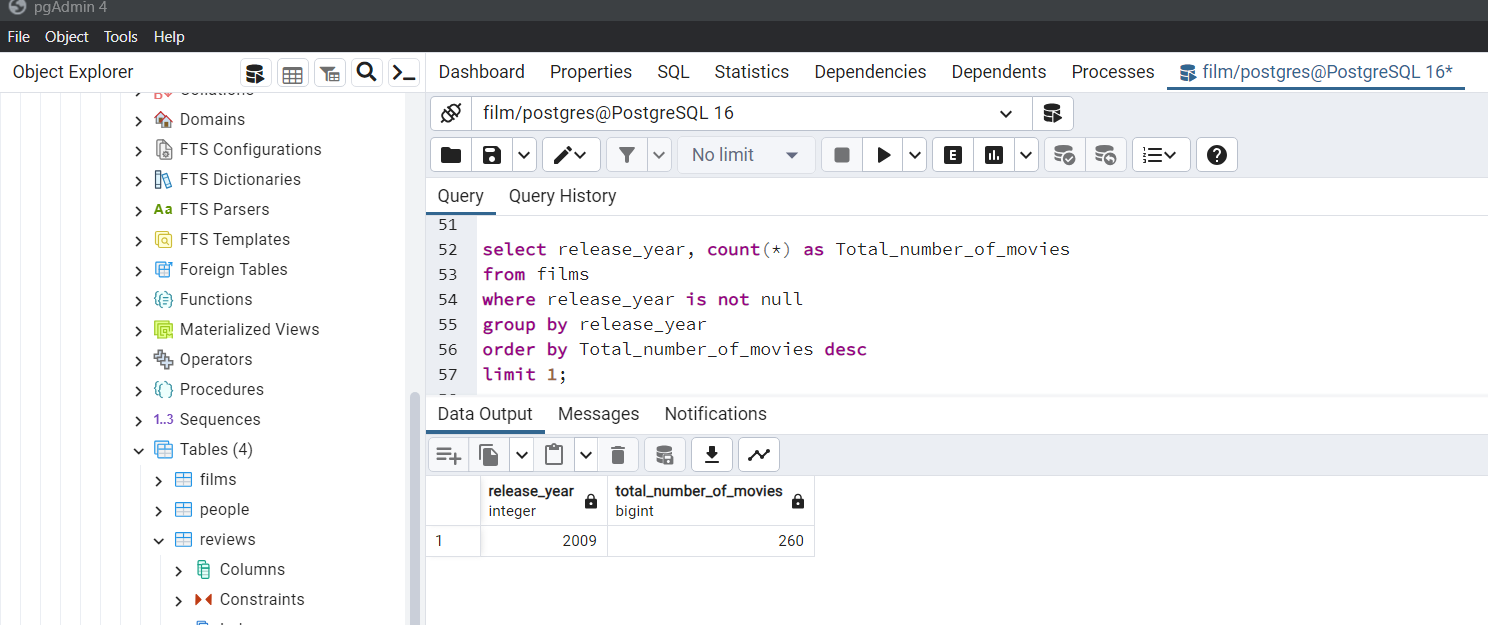 pgAdmin 4
File Object Tools Help
Object Explorer
Dashboard Properties SQL Statistics Dependencies Dependents Processes film/postgres@PostgreSQL 16*
Collations
Domains
FTS Configurations
FTS Dictionaries
Aa FTS Parsers
FTS Templates
Foreign Tables
Functions
Materialized Views
Operators
Procedures
1..3 Sequences
Tables (4)
films
people
reviews
Columns
Constraints
film/postgres@PostgreSQL 16
No limit
E
Query Query History
51
52 select release_year, count(*) as Total_number_of_movies
53 from films
54 where release_year is not null
55 group by release_year
56 order by Total_number_of_movies desc
57 limit 1;
Data Output Messages Notifications
release_year total_number_of_movies
integer bigint
1 2009 260